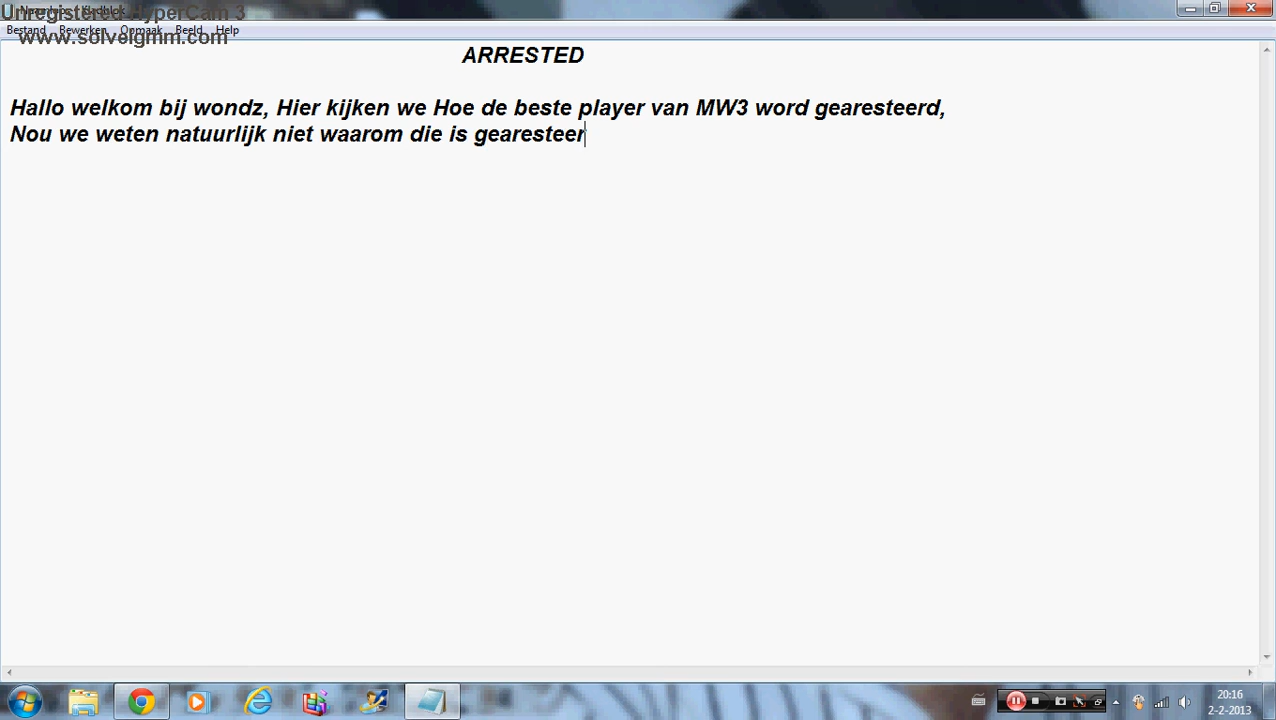 Unregistered HyperCam 3
www.solveigmm.com
Bestand Bewerken Opmaak Beeld Help
ARRESTED
Hallo welkom bij wondz, Hier kijken we Hoe de beste player van MW3 word gearesteerd,
Nou we weten natuurlijk niet waarom die is gearesteer
20:16
2-2-2013